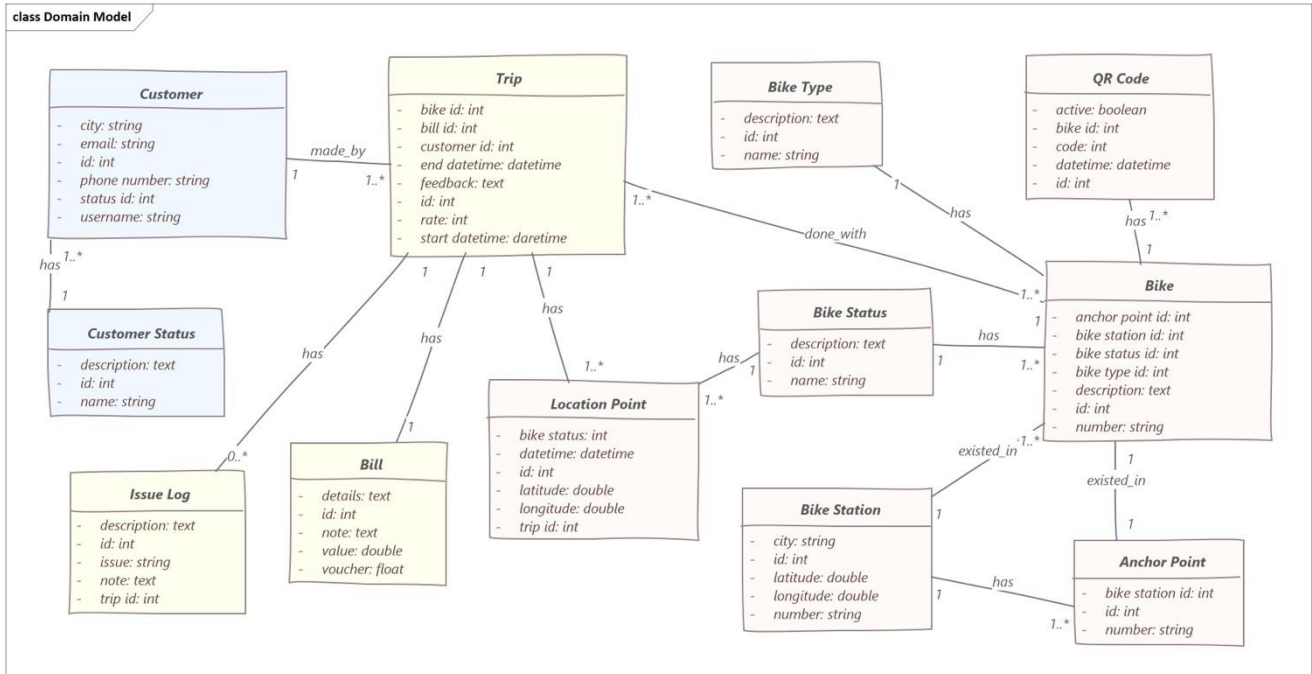 class Domain Model
Customer
- city: string
- email: string
- id: int
- phone number: string
- status id: int
- username: string
made_by
1
1..*
Trip
- bike id: int
- bill id: int
- customer id: int
- end datetime: datetime
- feedback: text
- id: int
- rate: int
- start datetime: daretime
Bike Type
- description: text
- id: int
- name: string
QR Code
- active: boolean
- bike id: int
- code: int
- datetime: datetime
- id: int
1..*
has
1
Customer Status
- description: text
- id: int
- name: string
1..*
done_with
1..*
1
has
1
1..*
has
1
Bike
- anchor point id: int
- bike station id: int
- bike status id: int
- bike type id: int
- description: text
- id: int
- number: string
1
has
0..*
1
has
1
1
has
1..*
Bike Status
- description: text
- id: int
- name: string
1
has
1..*
has
1
1..*
Location Point
- bike status: int
- datetime: datetime
- id: int
- latitude: double
- longitude: double
- trip id: int
Issue Log
- description: text
- id: int
- issue: string
- note: text
- trip id: int
Bill
- details: text
- id: int
- note: text
- value: double
- voucher: float
existed_in
1..*
1
1
existed_in
1
Bike Station
- city: string
- id: int
- latitude: double
- longitude: double
- number: string
has
1
1..*
Anchor Point
- bike station id: int
- id: int
- number: string